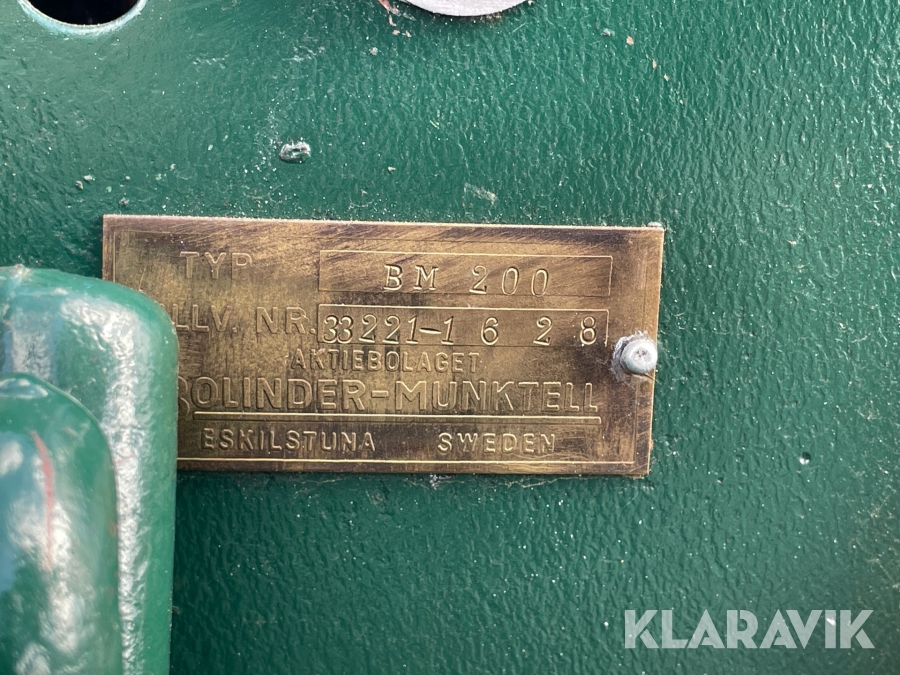 TYP BM 200
LLV. NR. 33221-1 6 2 8
AKTIEBOLAGET
BOLINDER-MUNKTELL
ESKILSTUNA SWEDEN
KLARAVIK